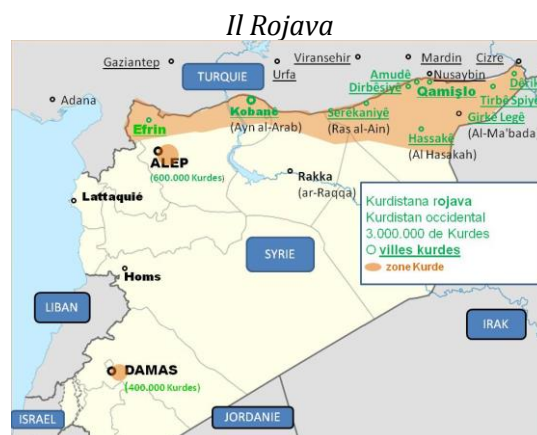 Il Rojava
Gaziantep
Viransehir
Mardin
Cizre
TURQUIE
Urfa
Amudê
Nusaybin
Dêrik
Dirbêsiyê
Qamişlo
Adana
Kobanê
Serêkaniyê
Tirbê Spiyê
Efrin
(Ayn al-Arab)
(Ras al-Ain)
Girkê Legê
Hassakê
(Al-Ma'bada)
ALEP
(Al Hasakah)
(600.000 Kurdes)
Rakka
(ar-Raqqa)
Lattaquié
Kurdistana rojava
Kurdistan occidental
3.000.000 de Kurdes
villes kurdes
zone Kurde
SYRIE
Homs
LIBAN
IRAK
DAMAS
(400.000 Kurdes)
ISRAEL
JORDANIE